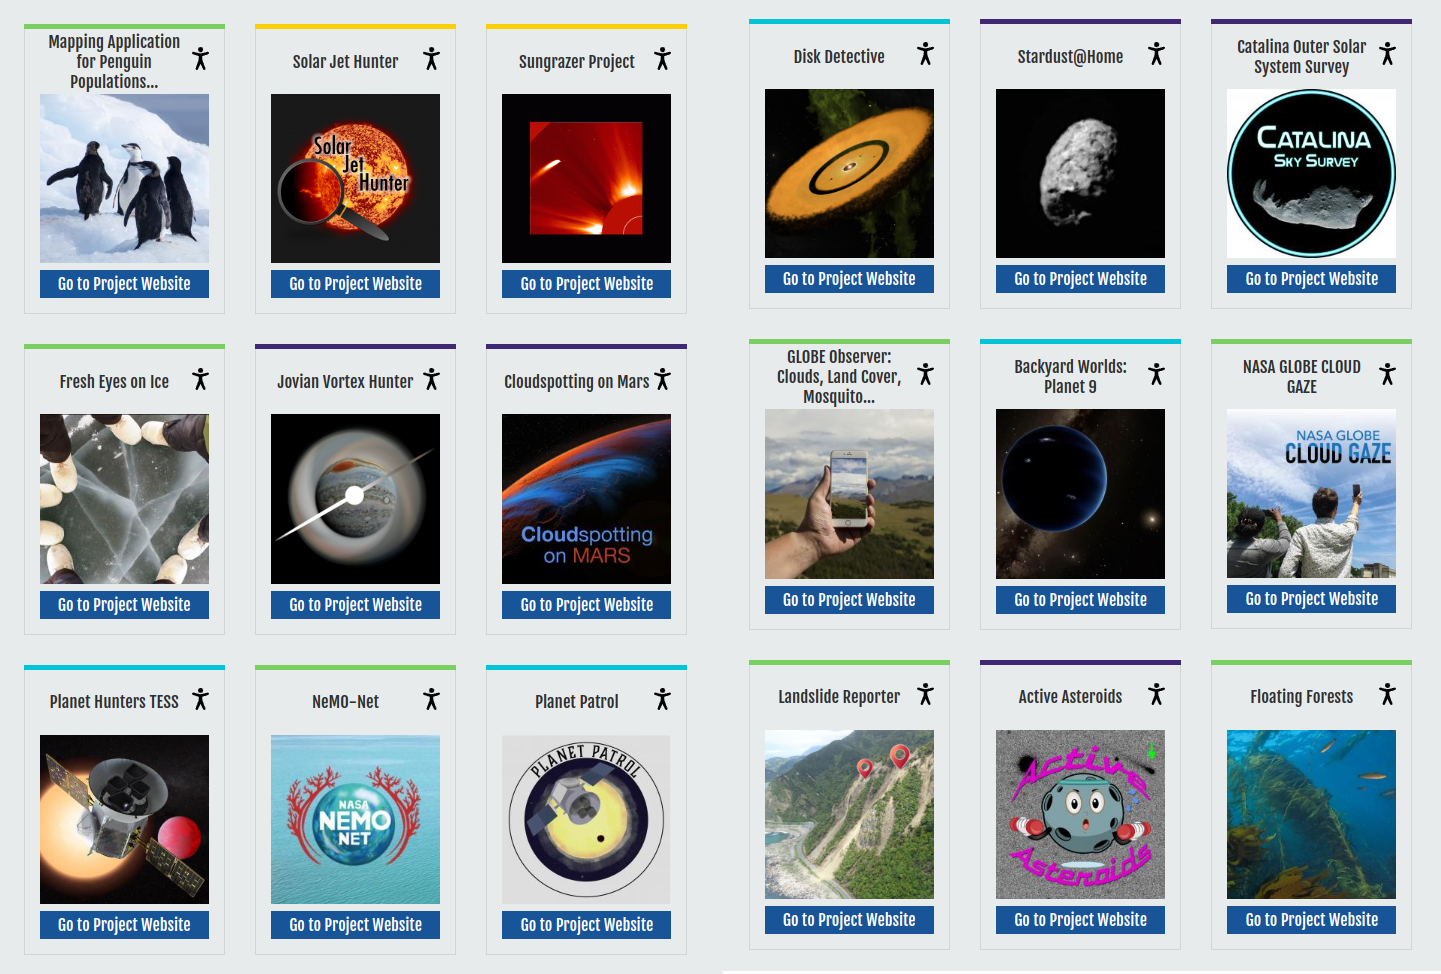 Mapping Application
for Penguin
Populations...
Go to Project Website
Solar Jet Hunter
Solar
Jet
Hunter
Go to Project Website
Sungrazer Project
Go to Project Website
Disk Detective
Go to Project Website
Stardust@Home
Go to Project Website
Catalina Outer Solar
System Survey
CATALINA
SKY SURVEY
Go to Project Website
Fresh Eyes on Ice
Go to Project Website
Jovian Vortex Hunter
Go to Project Website
Cloudspotting on Mars
Cloudspotting
on MARS
Go to Project Website
GLOBE Observer:
Clouds, Land Cover,
Mosquito...
Go to Project Website
Backyard Worlds:
Planet 9
Go to Project Website
NASA GLOBE CLOUD
GAZE
NASA GLOBE
CLOUD GAZE
Go to Project Website
Planet Hunters TESS
Go to Project Website
NeMO-Net
NASA
NEMO
NET
Go to Project Website
Planet Patrol
PLANET PATROL
Go to Project Website
Landslide Reporter
Go to Project Website
Active Asteroids
Active
Asteroids
Go to Project Website
Floating Forests
Go to Project Website